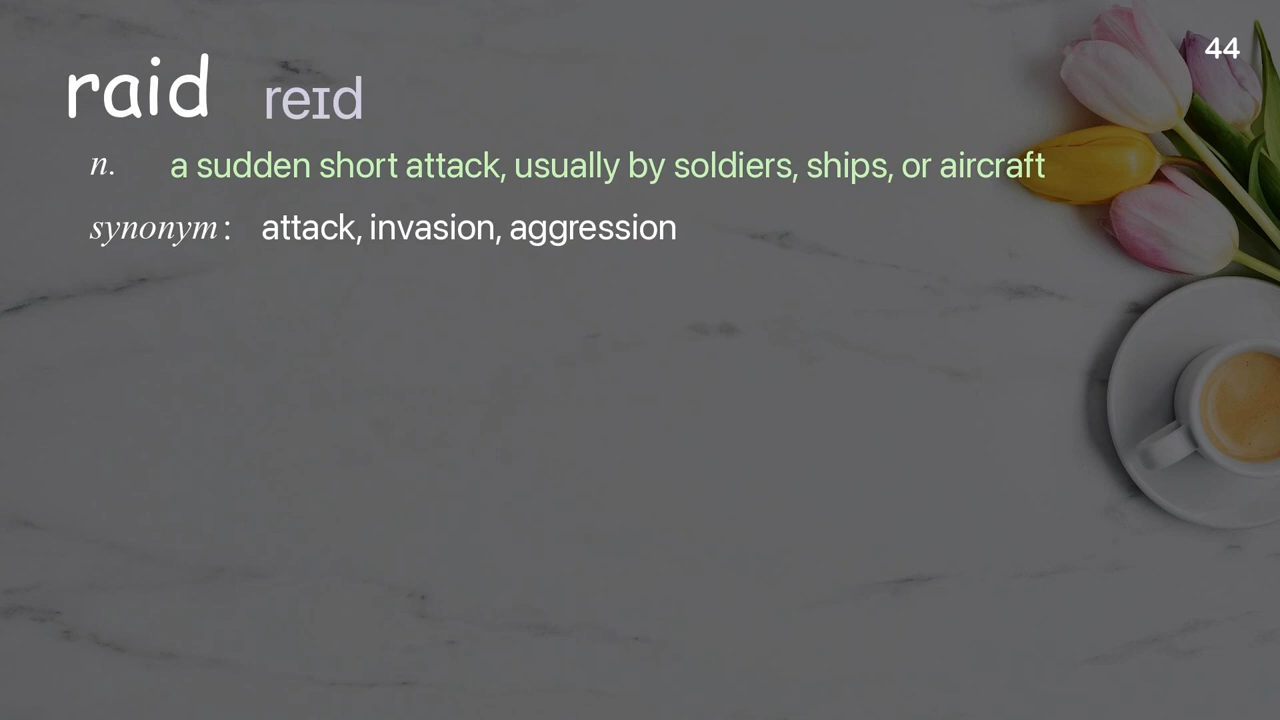 44
raid reɪd
n. a sudden short attack, usually by soldiers, ships, or aircraft
synonym: attack, invasion, aggression